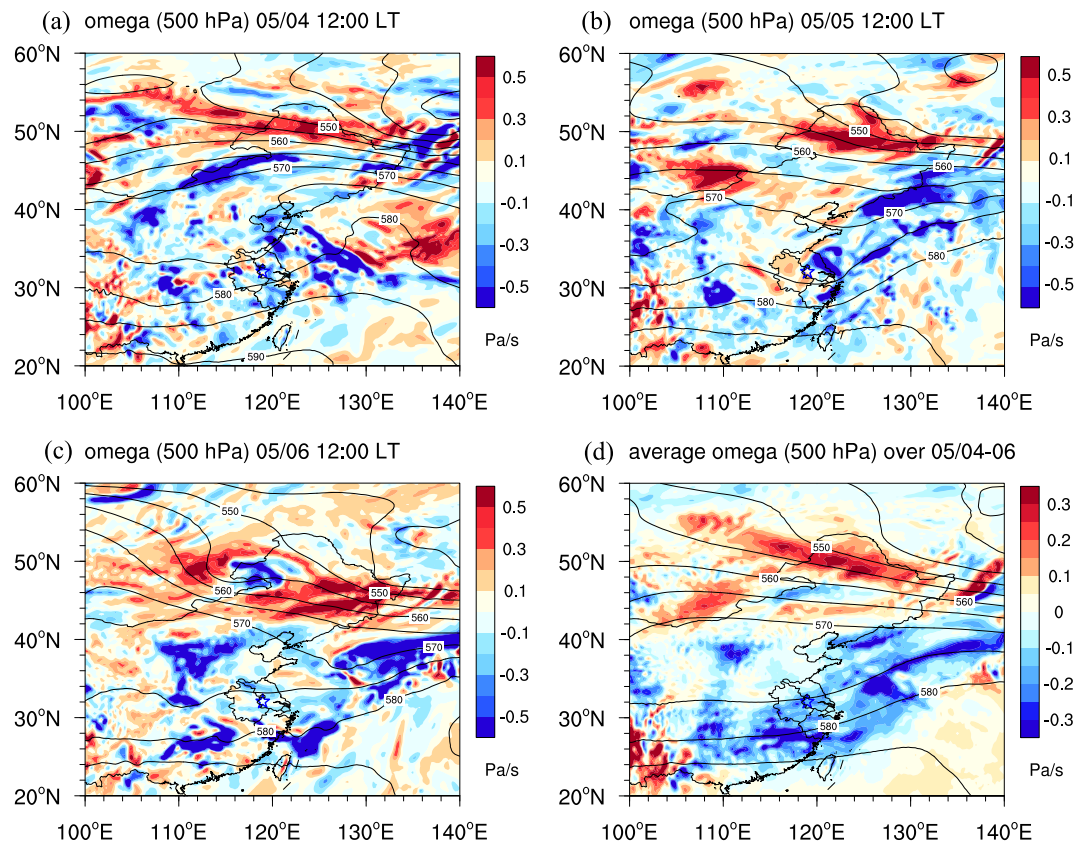 (a) omega (500 hPa) 05/04 12:00 LT
60°N
50°N
40°N
30°N
20°N
100°E 110°E 120°E 130°E 140°E
550
560
570
570
580
580
590
0.5
0.3
0.1
-0.1
-0.3
-0.5
Pa/s
(b) omega (500 hPa) 05/05 12:00 LT
60°N
50°N
40°N
30°N
20°N
100°E 110°E 120°E 130°E 140°E
550
560
560
570
570
580
580
0.5
0.3
0.1
-0.1
-0.3
-0.5
Pa/s
(c) omega (500 hPa) 05/06 12:00 LT
60°N
50°N
40°N
30°N
20°N
100°E 110°E 120°E 130°E 140°E
550
560
550
560
570
570
580
580
0.5
0.3
0.1
-0.1
-0.3
-0.5
Pa/s
(d) average omega (500 hPa) over 05/04-06
60°N
50°N
40°N
30°N
20°N
100°E 110°E 120°E 130°E 140°E
550
560
560
570
580
580
0.3
0.2
0.1
0
-0.1
-0.2
-0.3
Pa/s